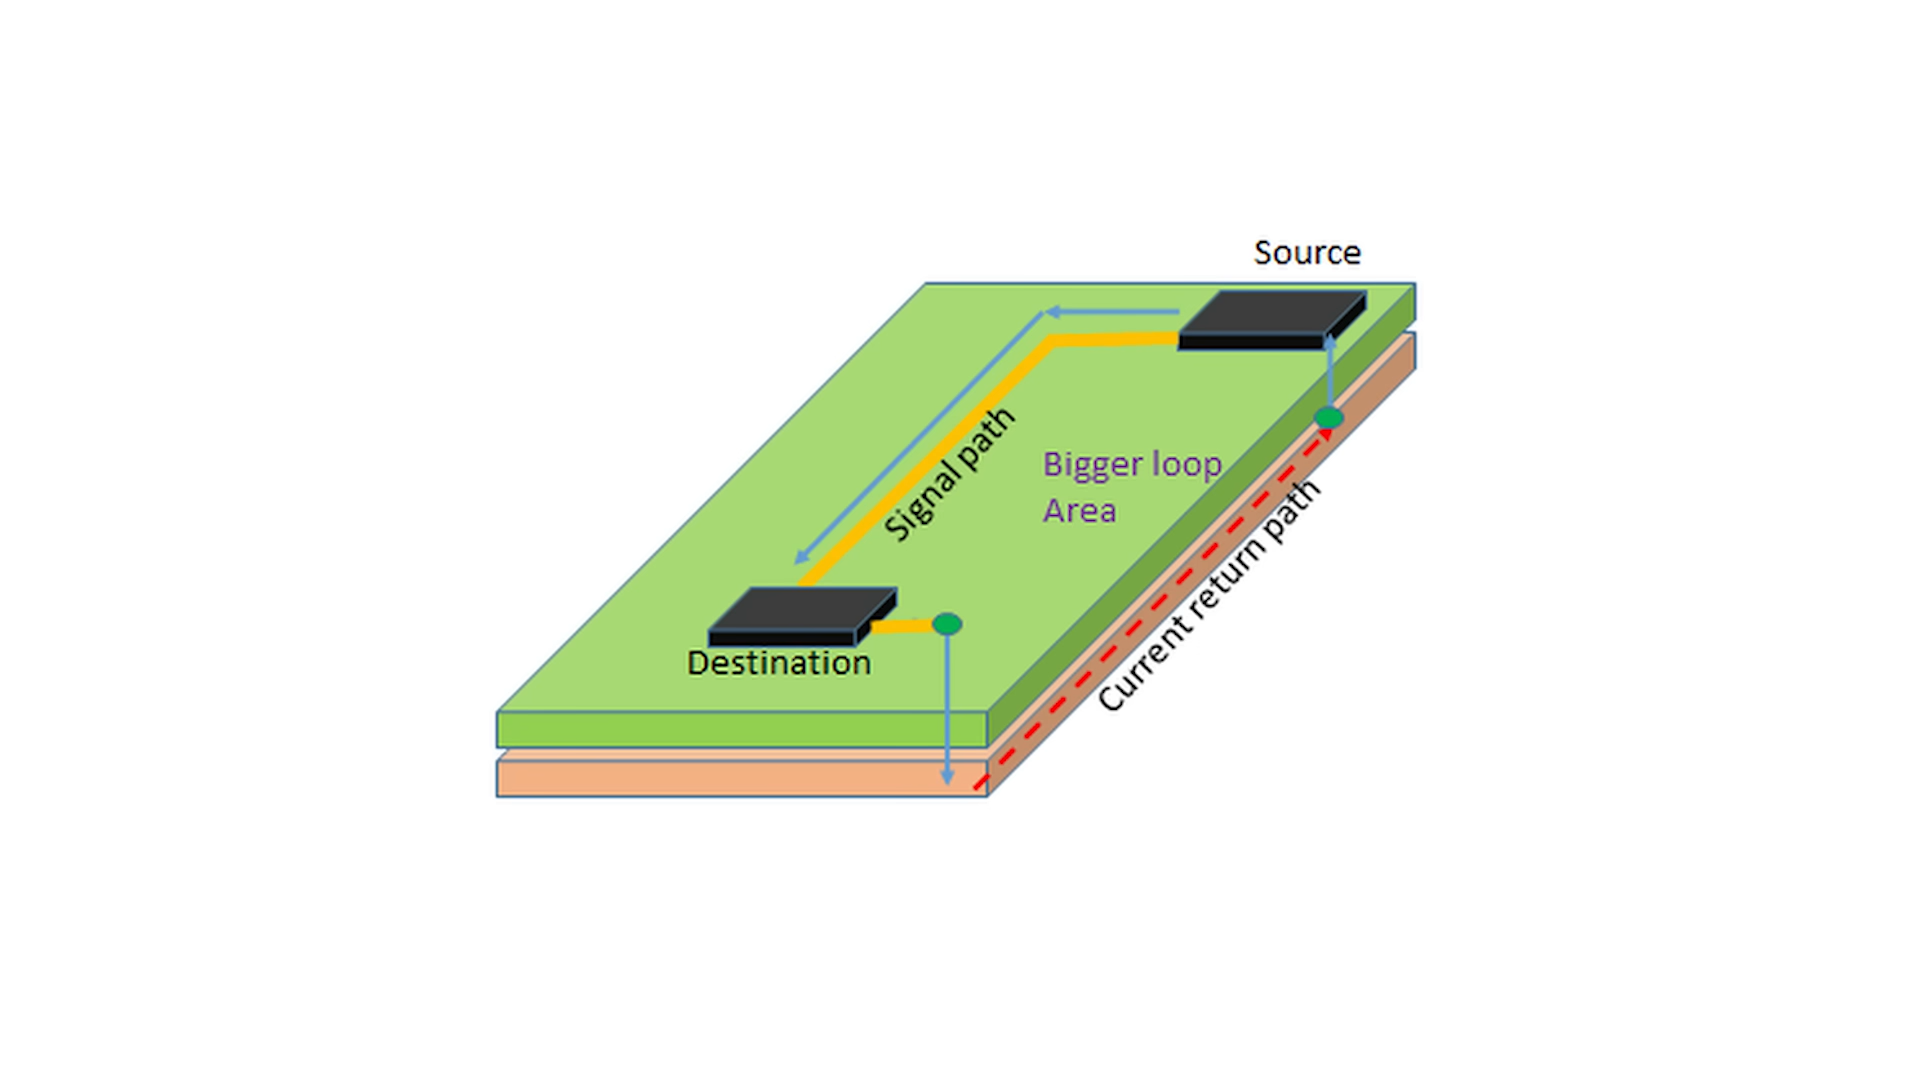 Source
Signal path
Bigger loop
Area
Current return path
Destination